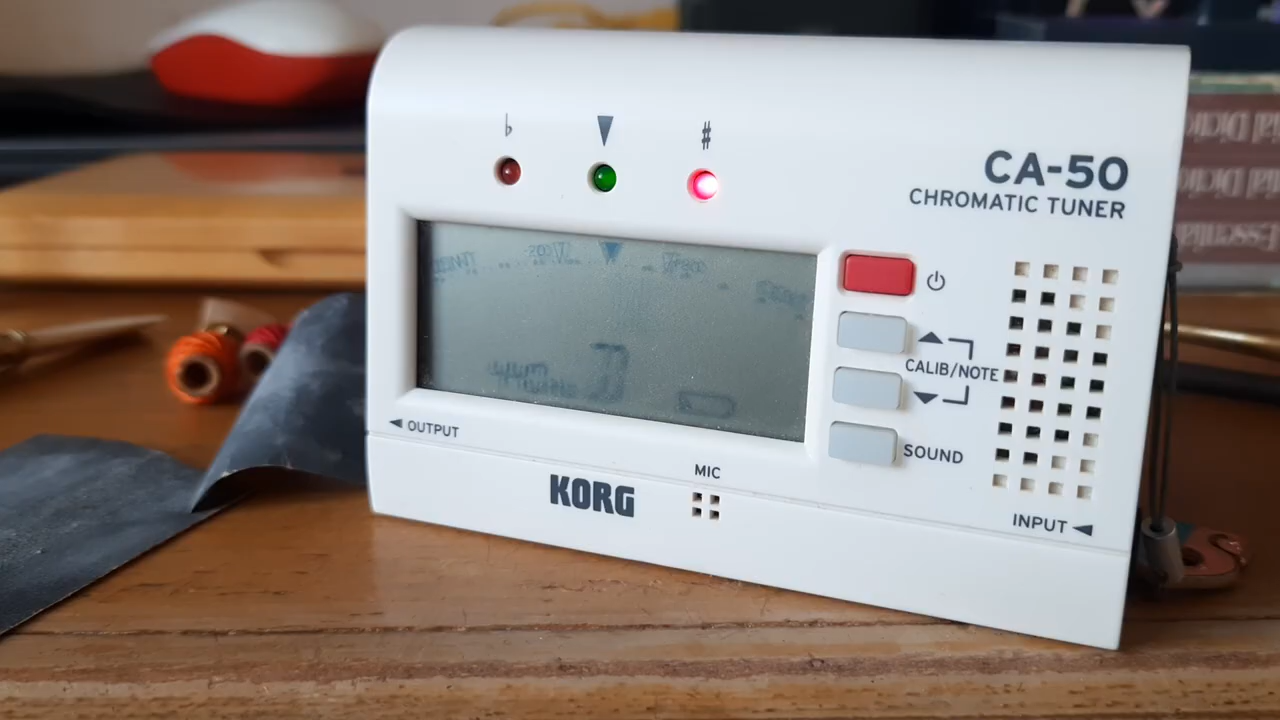 ♭ ▼ ♯
CA-50
CHROMATIC TUNER
CALIB/NOTE
SOUND
◄ OUTPUT
MIC
KORG
INPUT ◄